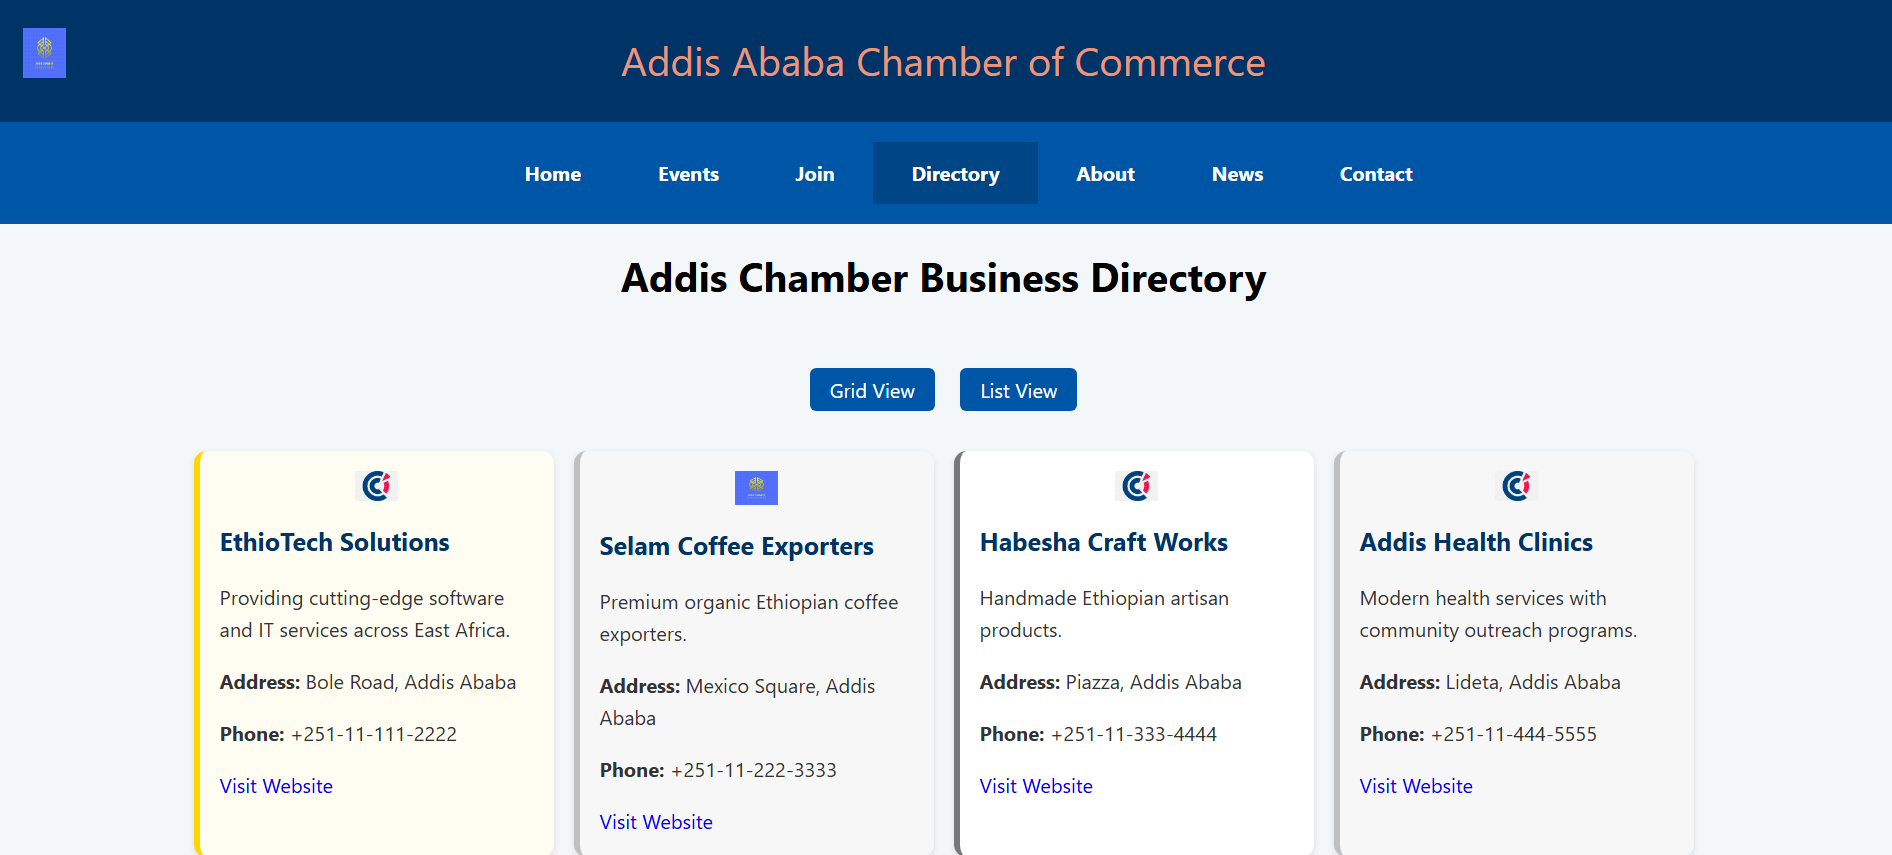 Addis Ababa Chamber of Commerce
Home Events Join Directory About News Contact
Addis Chamber Business Directory
Grid View List View
EthioTech Solutions
Providing cutting-edge software
and IT services across East Africa.
Address: Bole Road, Addis Ababa
Phone: +251-11-111-2222
Visit Website
Selam Coffee Exporters
Premium organic Ethiopian coffee
exporters.
Address: Mexico Square, Addis
Ababa
Phone: +251-11-222-3333
Visit Website
Habesha Craft Works
Handmade Ethiopian artisan
products.
Address: Piazza, Addis Ababa
Phone: +251-11-333-4444
Visit Website
Addis Health Clinics
Modern health services with
community outreach programs.
Address: Lideta, Addis Ababa
Phone: +251-11-444-5555
Visit Website